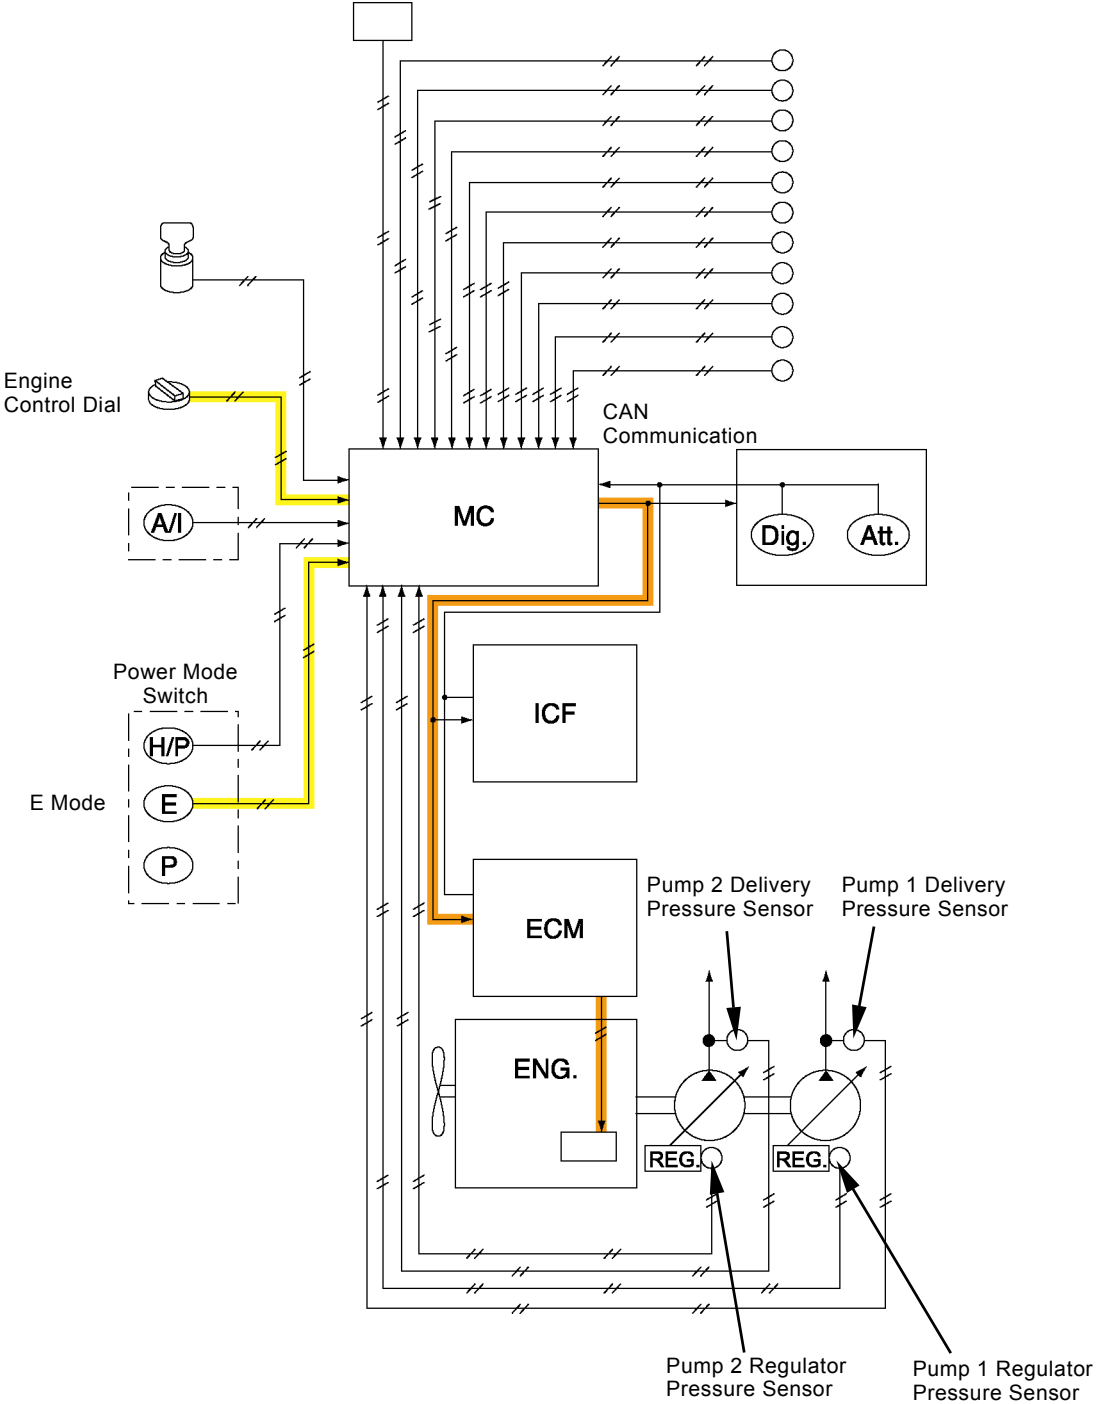 Engine
Control Dial
CAN
Communication
A/I
MC
Dig.
Att.
Power Mode
Switch
H/P
E Mode
E
P
ICF
ECM
Pump 2 Delivery
Pressure Sensor
Pump 1 Delivery
Pressure Sensor
ENG.
REG.
REG.
Pump 2 Regulator
Pressure Sensor
Pump 1 Regulator
Pressure Sensor